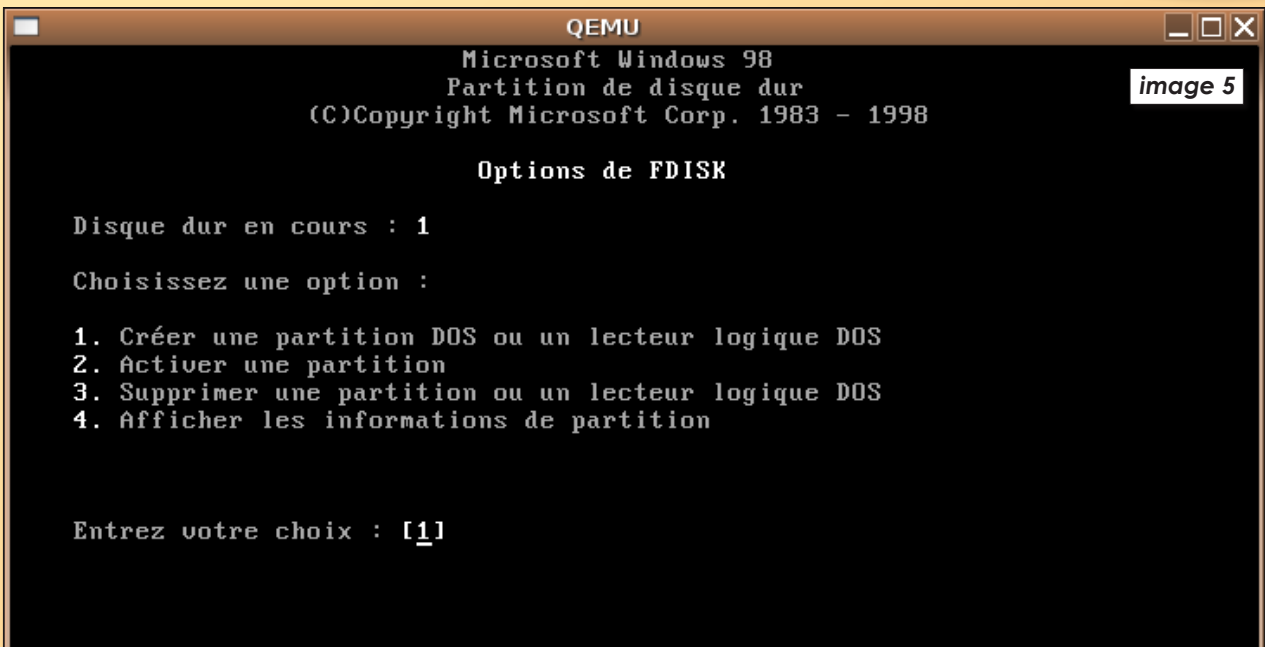 QEMU
Microsoft Windows 98
Partition de disque dur
image 5
(C)Copyright Microsoft Corp. 1983 - 1998
Options de FDISK
Disque dur en cours : 1
Choisissez une option :
1. Créer une partition DOS ou un lecteur logique DOS
2. Activer une partition
3. Supprimer une partition ou un lecteur logique DOS
4. Afficher les informations de partition
Entrez votre choix : [1]